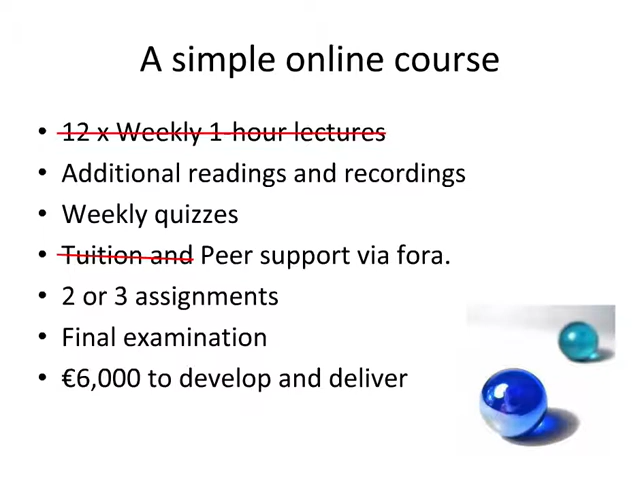 A simple online course
• 12 x Weekly 1-hour lectures
• Additional readings and recordings
• Weekly quizzes
• Tuition and Peer support via fora.
• 2 or 3 assignments
• Final examination
• €6,000 to develop and deliver